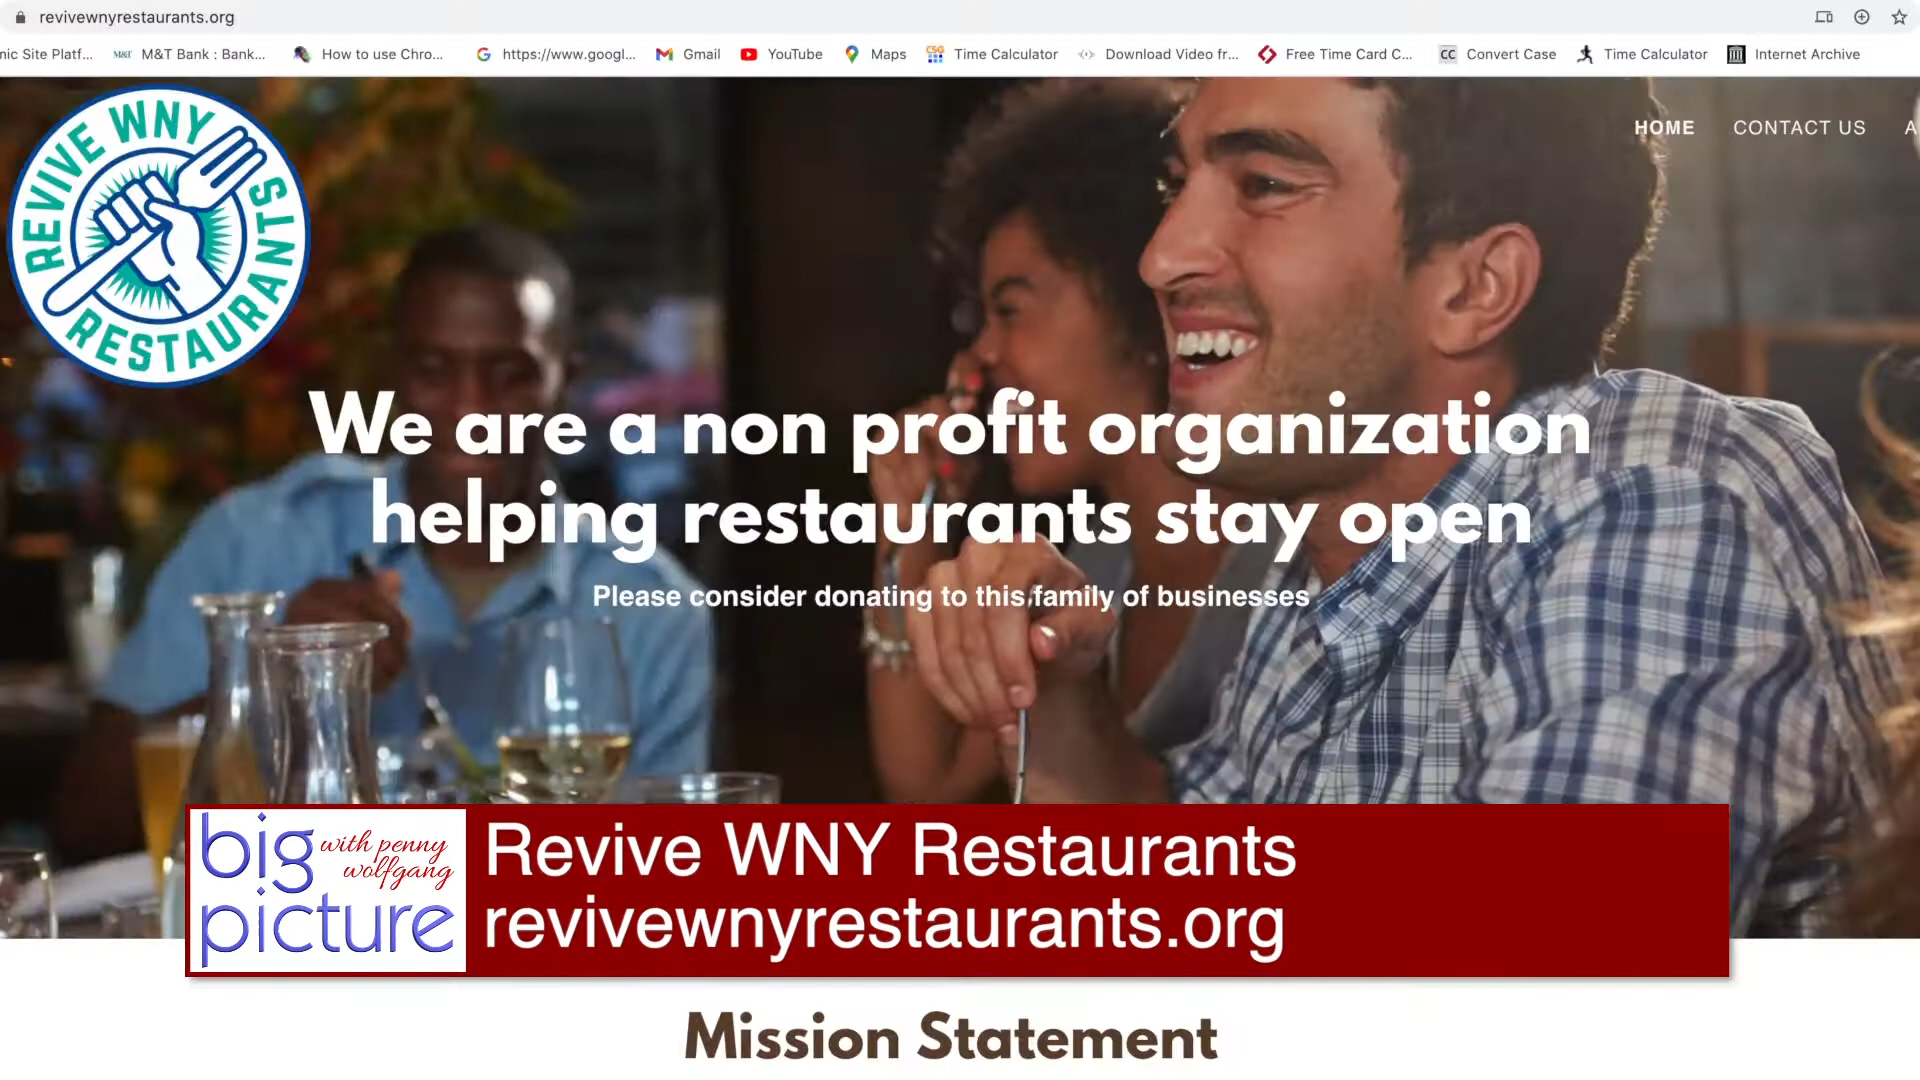 revivewnyrestaurants.org
nic Site Platf... M&T M&T Bank : Bank... How to use Chro... https://www.googl... Gmail YouTube Maps CSG Time Calculator Download Video fr... Free Time Card C... CC Convert Case Time Calculator Internet Archive
REVIVE WNY
RESTAURANTS
HOME CONTACT US A
We are a non profit organization
helping restaurants stay open
Please consider donating to this family of businesses
big with penny
wolfgang
picture
Revive WNY Restaurants
revivewnyrestaurants.org
Mission Statement